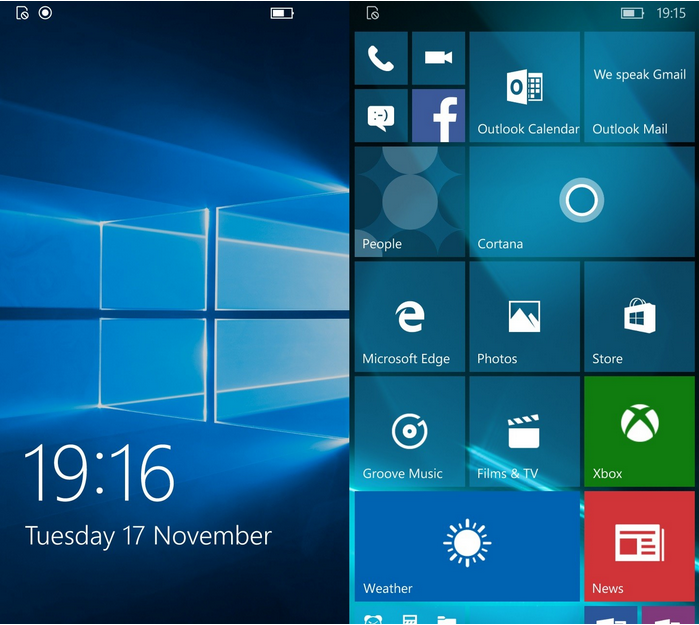 19:16
Tuesday 17 November
19:15
:-)
f
Outlook Calendar
We speak Gmail
Outlook Mail
People
Cortana
Microsoft Edge
Photos
Store
Groove Music
Films & TV
Xbox
Weather
News